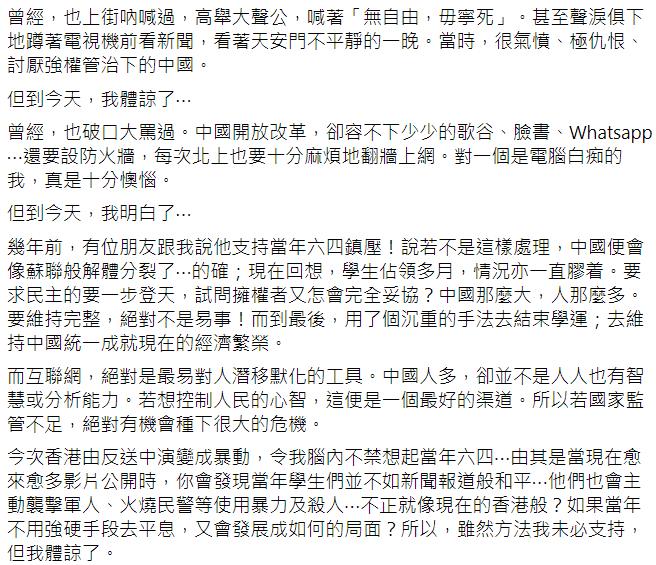 曾經，也上街吶喊過，高舉大聲公，喊著「無自由，毋寧死」。甚至聲淚俱下
地蹲著電視機前看新聞，看著天安門不平靜的一晚。當時，很氣憤、極仇恨、
討厭強權管治下的中國。
但到今天，我體諒了…
曾經，也破口大罵過。中國開放改革，卻容不下少少的歌谷、臉書、Whatsapp
…還要設防火牆，每次北上也要十分麻煩地翻牆上網。對一個是電腦白痴的
我，真是十分懊惱。
但到今天，我明白了…
幾年前，有位朋友跟我說他支持當年六四鎮壓！說若不是這樣處理，中國便會
像蘇聯般解體分裂了…的確；現在回想，學生佔領多月，情況亦一直膠着。要
求民主的要一步登天，試問擁權者又怎會完全妥協？中國那麼大，人那麼多。
要維持完整，絕對不是易事！而到最後，用了個沉重的手法去結束學運；去維
持中國統一成就現在的經濟繁榮。
而互聯網，絕對是最易對人潛移默化的工具。中國人多，卻並不是人人也有智
慧或分析能力。若想控制人民的心智，這便是一個最好的渠道。所以若國家監
管不足，絕對有機會種下很大的危機。
今次香港由反送中演變成暴動，令我腦內不禁想起當年六四…由其是當現在愈
來愈多影片公開時，你會發現當年學生們並不如新聞報道般和平…他們也會主
動襲擊軍人、火燒民警等使用暴力及殺人…不正就像現在的香港般？如果當年
不用強硬手段去平息，又會發展成如何的局面？所以，雖然方法我未必支持，
但我體諒了。